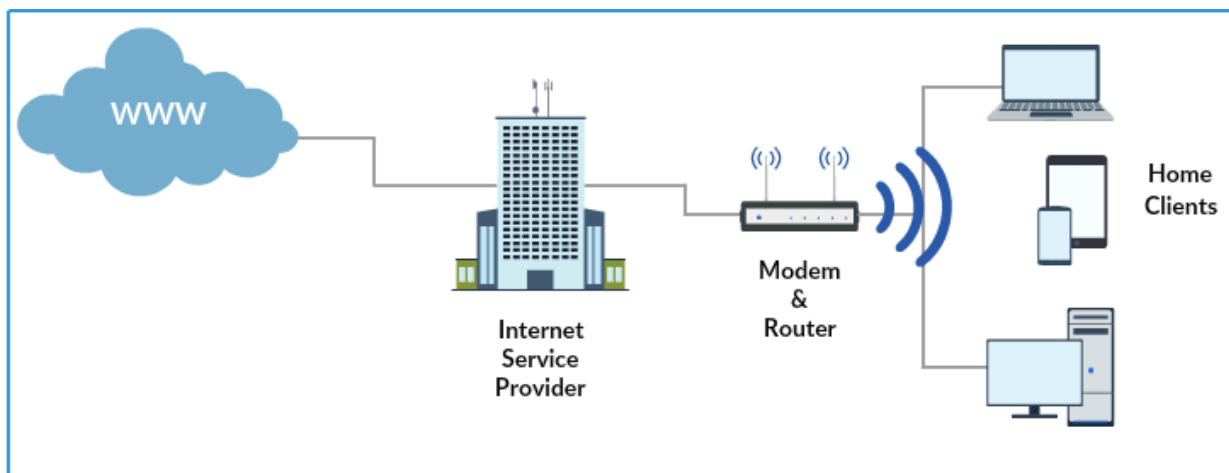 WWW
Internet
Service
Provider
Modem
&
Router
Home
Clients